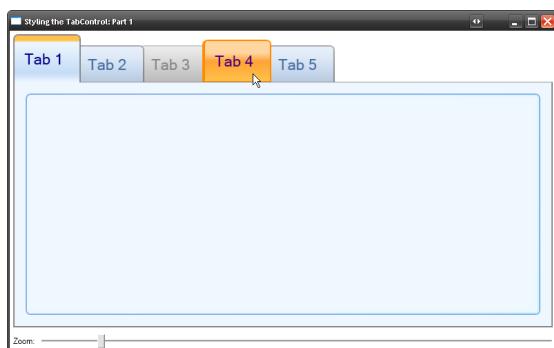 Styling the TabControl: Part 1
Tab 1
Tab 2
Tab 3
Tab 4
Tab 5
Zoom: